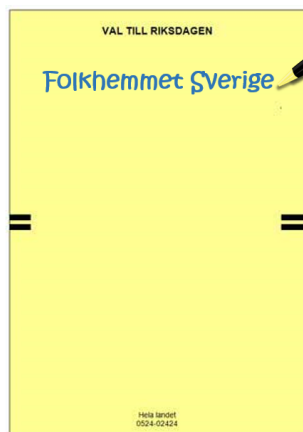 VAL TILL RIKSDAGEN
Folkhemmet Sverige
Hela landet
0524-02424